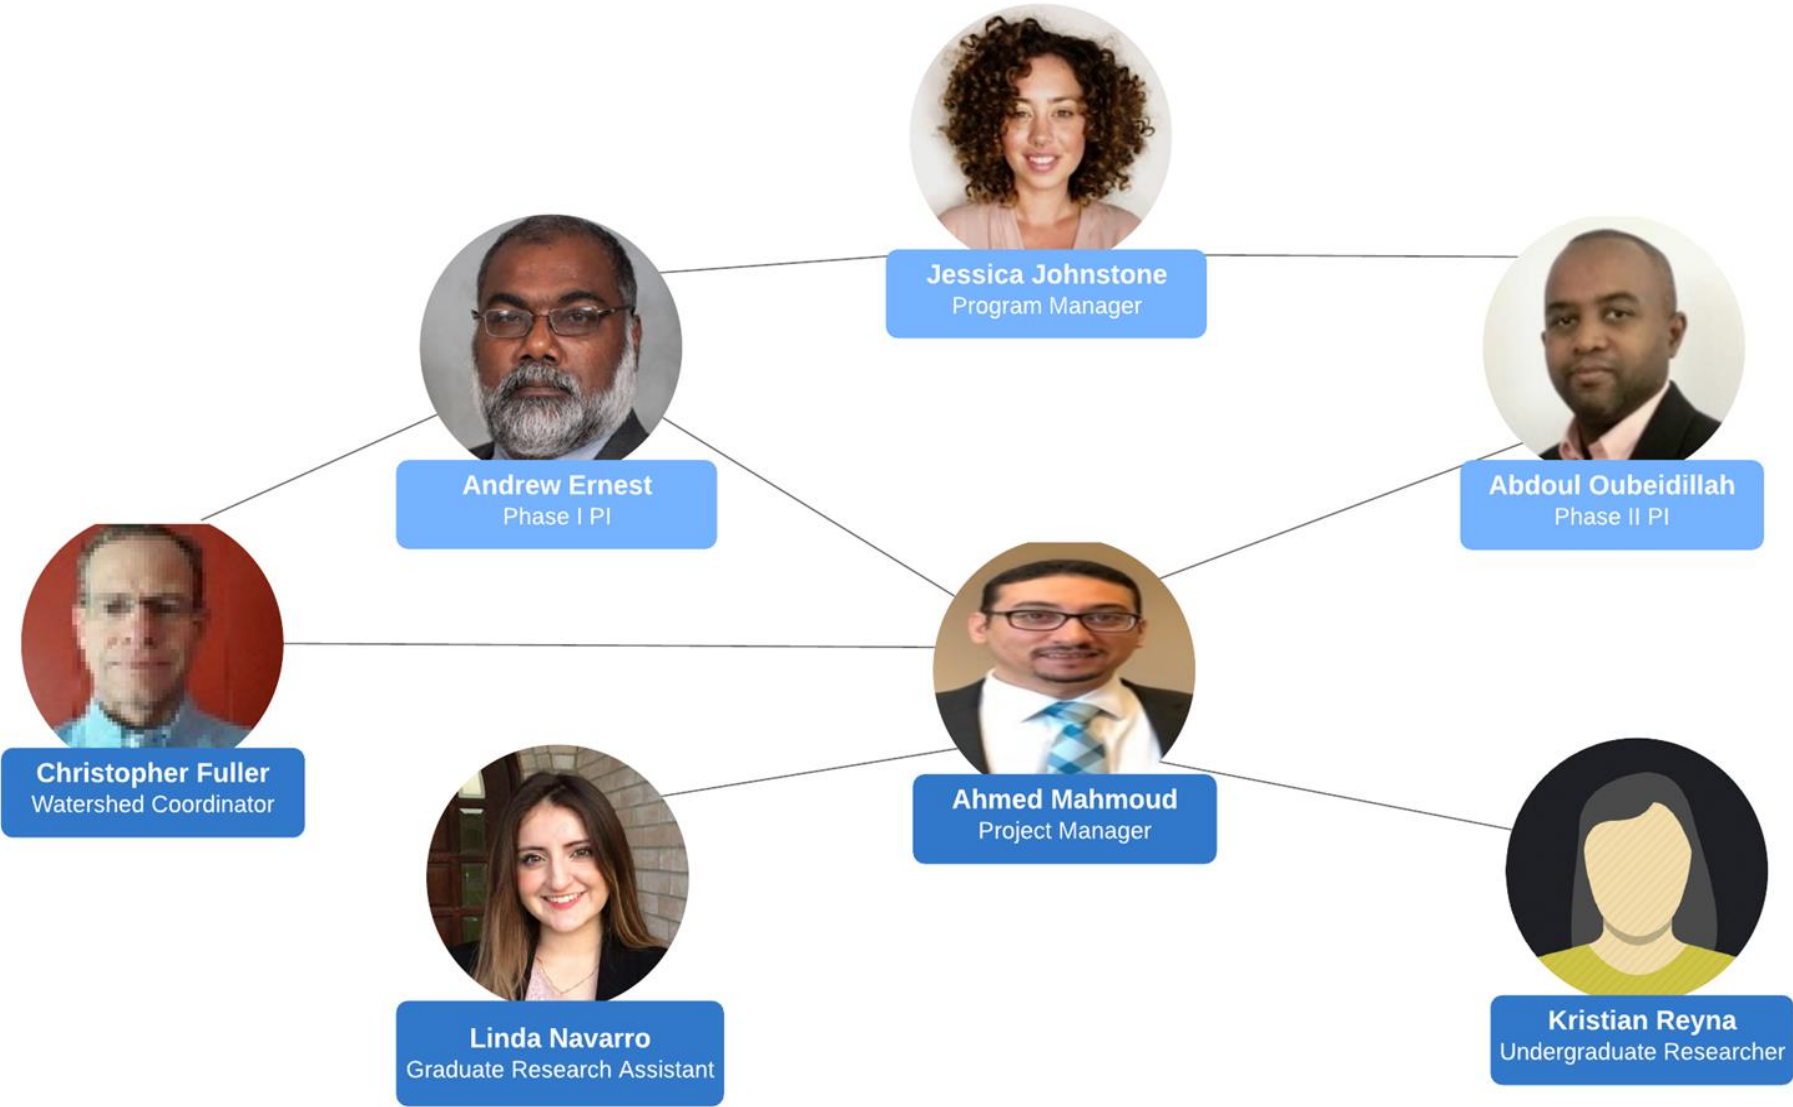 Jessica Johnstone
Program Manager
Andrew Ernest
Phase I PI
Abdoul Oubeidillah
Phase II PI
Christopher Fuller
Watershed Coordinator
Ahmed Mahmoud
Project Manager
Linda Navarro
Graduate Research Assistant
Kristian Reyna
Undergraduate Researcher